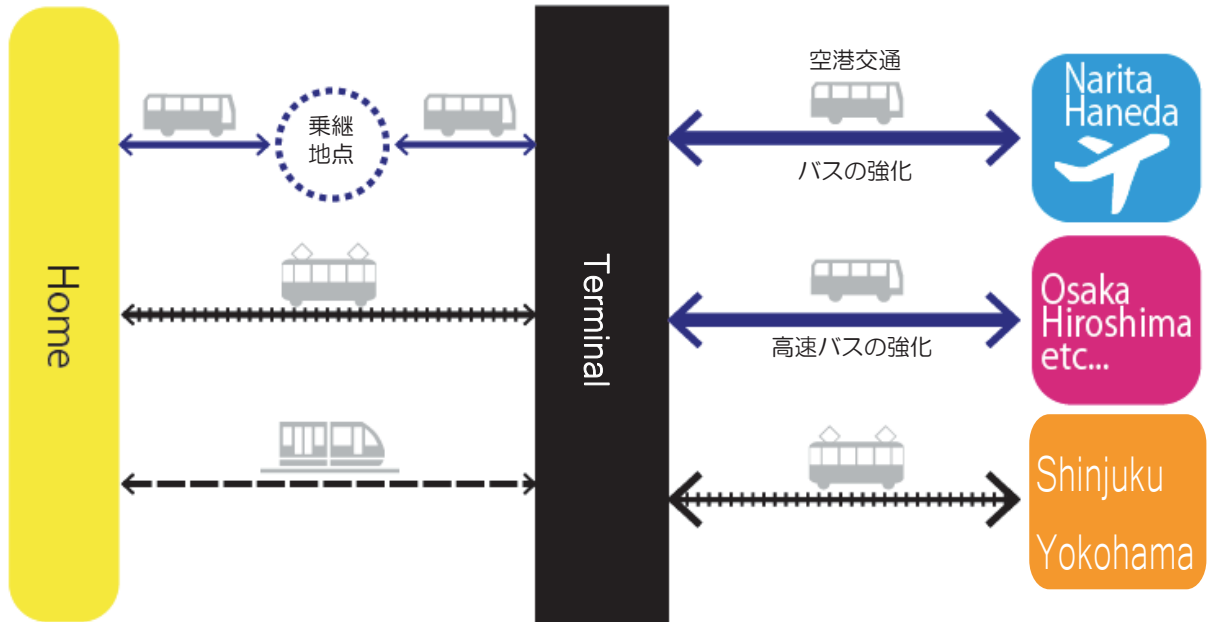 Home
乗継
地点
Terminal
空港交通
バスの強化
Narita
Haneda
高速バスの強化
Osaka
Hiroshima
etc...
Shinjuku
Yokohama